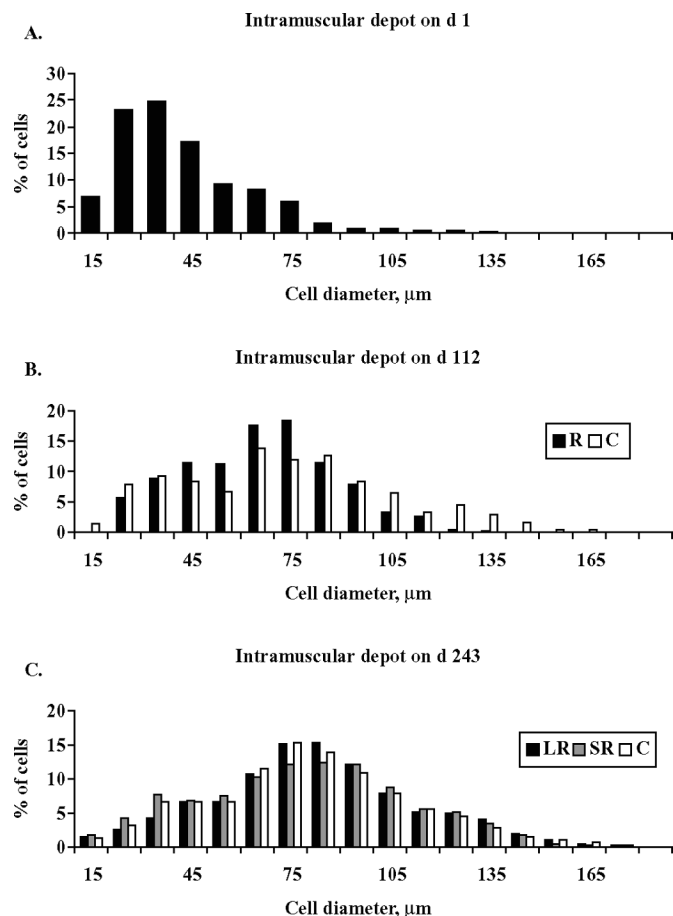 A.
Intramuscular depot on d 1
% of cells
30
25
20
15
10
5
0
15 45 75 105 135 165
Cell diameter, µm
B.
Intramuscular depot on d 112
% of cells
20
15
10
5
0
R C
15 45 75 105 135 165
Cell diameter, µm
C.
Intramuscular depot on d 243
% of cells
20
15
10
5
0
LR SR C
15 45 75 105 135 165
Cell diameter, µm